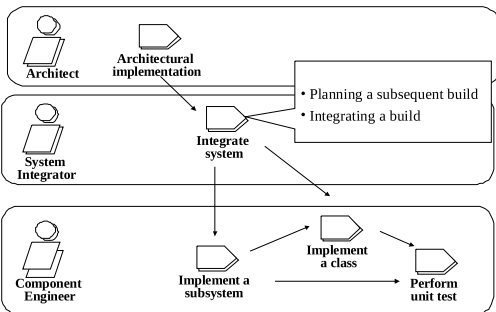 Architect
Architectural
implementation
• Planning a subsequent build
• Integrating a build
System
Integrator
Integrate
system
Component
Engineer
Implement a
subsystem
Implement
a class
Perform
unit test